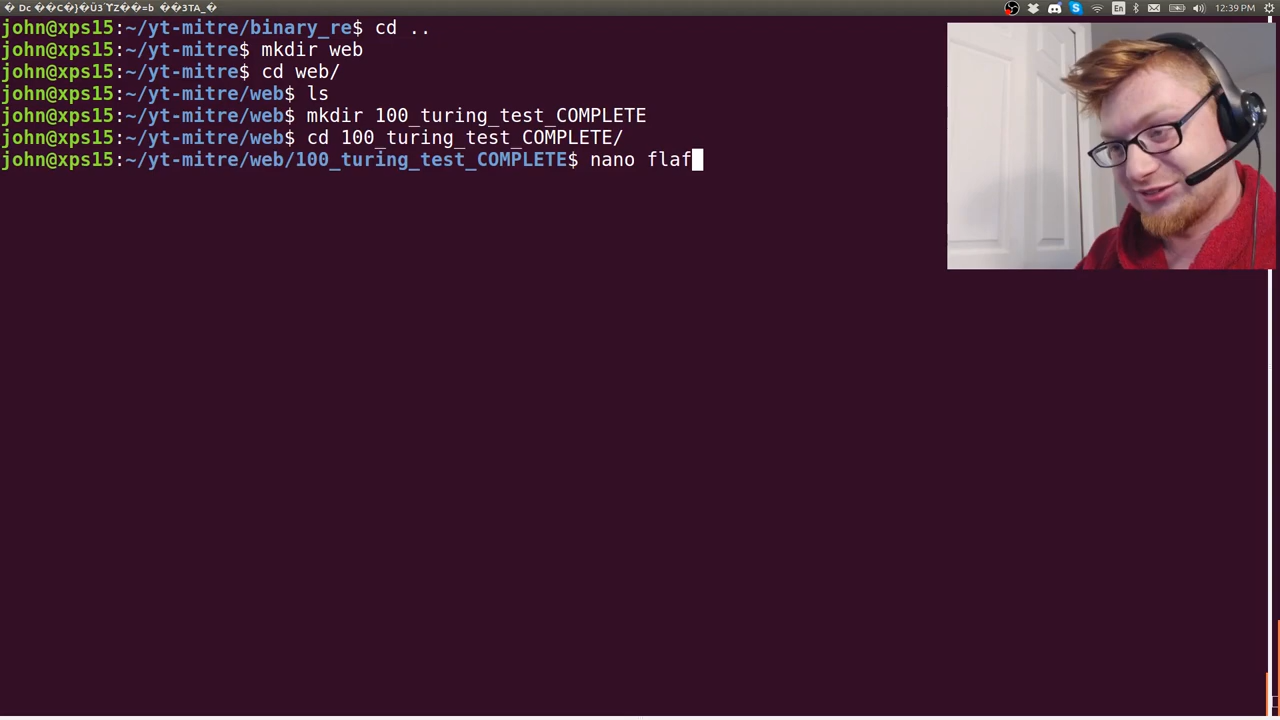 12:39 PM
En
john@xps15:~/yt-mitre/binary_re$ cd ..
john@xps15:~/yt-mitre$ mkdir web
john@xps15:~/yt-mitre$ cd web/
john@xps15:~/yt-mitre/web$ ls
john@xps15:~/yt-mitre/web$ mkdir 100_turing_test_COMPLETE
john@xps15:~/yt-mitre/web$ cd 100_turing_test_COMPLETE/
john@xps15:~/yt-mitre/web/100_turing_test_COMPLETE$ nano flaf